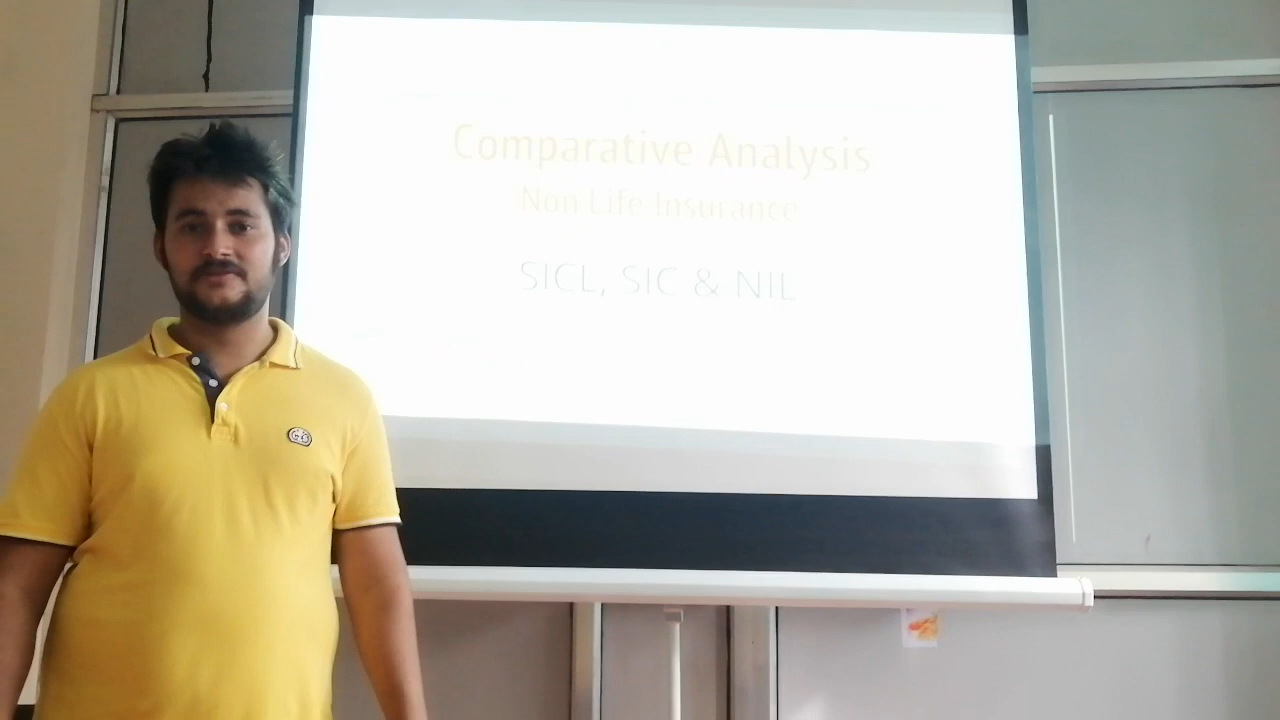 Comparative Analysis
Non Life Insurance
SICL, SIC & NIL